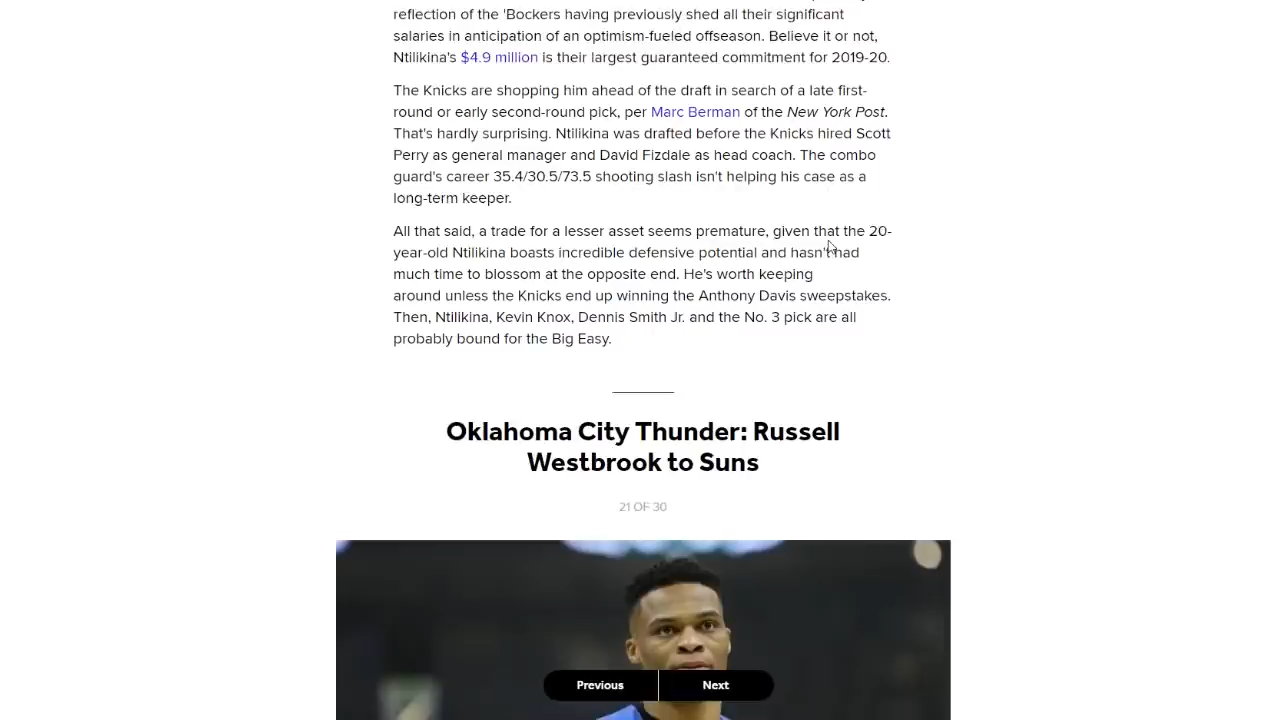 reflection of the 'Bockers having previously shed all their significant
salaries in anticipation of an optimism-fueled offseason. Believe it or not,
Ntilikina's $4.9 million is their largest guaranteed commitment for 2019-20.
The Knicks are shopping him ahead of the draft in search of a late first-
round or early second-round pick, per Marc Berman of the New York Post.
That's hardly surprising. Ntilikina was drafted before the Knicks hired Scott
Perry as general manager and David Fizdale as head coach. The combo
guard's career 35.4/30.5/73.5 shooting slash isn't helping his case as a
long-term keeper.
All that said, a trade for a lesser asset seems premature, given that the 20-
year-old Ntilikina boasts incredible defensive potential and hasn't had
much time to blossom at the opposite end. He's worth keeping
around unless the Knicks end up winning the Anthony Davis sweepstakes.
Then, Ntilikina, Kevin Knox, Dennis Smith Jr. and the No. 3 pick are all
probably bound for the Big Easy.
Oklahoma City Thunder: Russell
Westbrook to Suns
21 OF 30
Previous Next